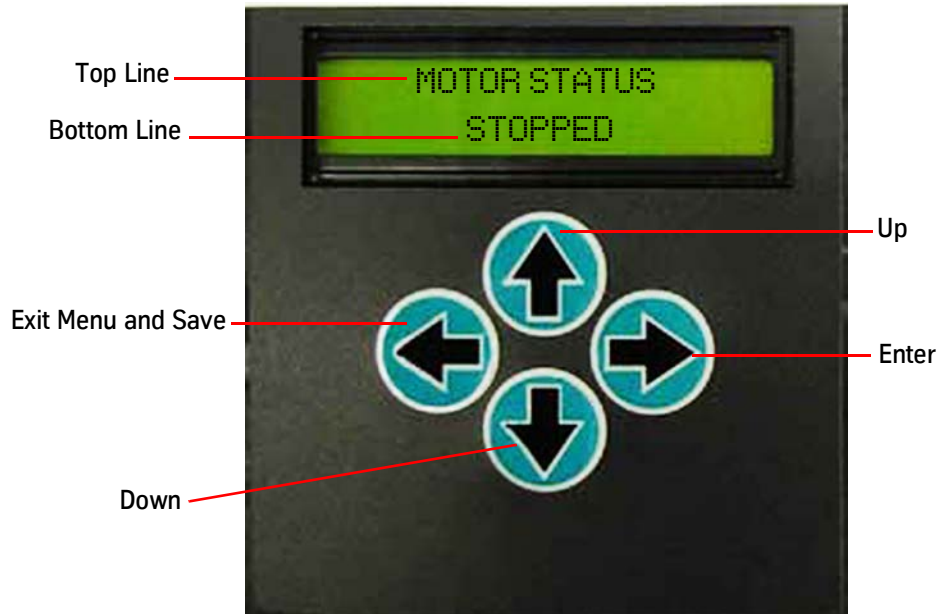 Top Line
MOTOR STATUS
Bottom Line
STOPPED
Up
Exit Menu and Save
Enter
Down